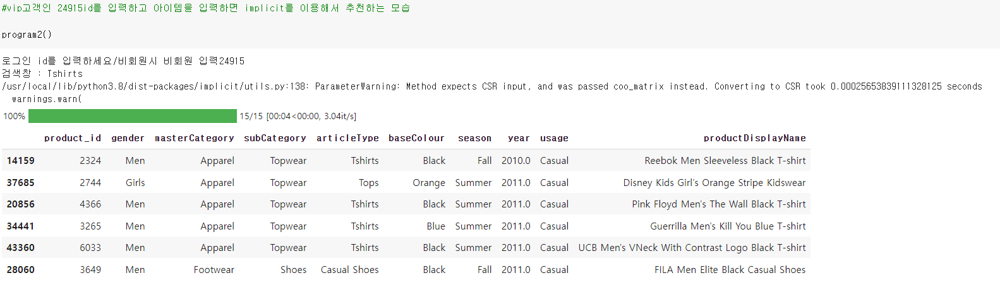 #vip고객인 24915id를 입력하고 아이템을 입력하면 implicit를 이용해서 추천하는 모습
program2()
로그인 id를 입력하세요/비회원시 비회원 입력24915
검색창 : Tshirts
/usr/local/lib/python3.8/dist-packages/implicit/utils.py:138: ParameterWarning: Method expects CSR input, and was passed coo_matrix instead. Converting to CSR took 0.00025653839111328125 seconds
warnings.warn(
100% 15/15 [00:04<00:00, 3.04it/s]
product_id gender masterCategory subCategory articleType baseColour season year usage productDisplayName
14159 2324 Men Apparel Topwear Tshirts Black Fall 2010.0 Casual Reebok Men Sleeveless Black T-shirt
37685 2744 Girls Apparel Topwear Tops Orange Summer 2011.0 Casual Disney Kids Girl's Orange Stripe Kidswear
20856 4366 Men Apparel Topwear Tshirts Black Summer 2011.0 Casual Pink Floyd Men's The Wall Black T-shirt
34441 3265 Men Apparel Topwear Tshirts Blue Summer 2011.0 Casual Guerrilla Men's Kill You Blue T-shirt
43360 6033 Men Apparel Topwear Tshirts Black Summer 2011.0 Casual UCB Men's VNeck With Contrast Logo Black T-shirt
28060 3649 Men Footwear Shoes Casual Shoes Black Fall 2011.0 Casual FILA Men Elite Black Casual Shoes